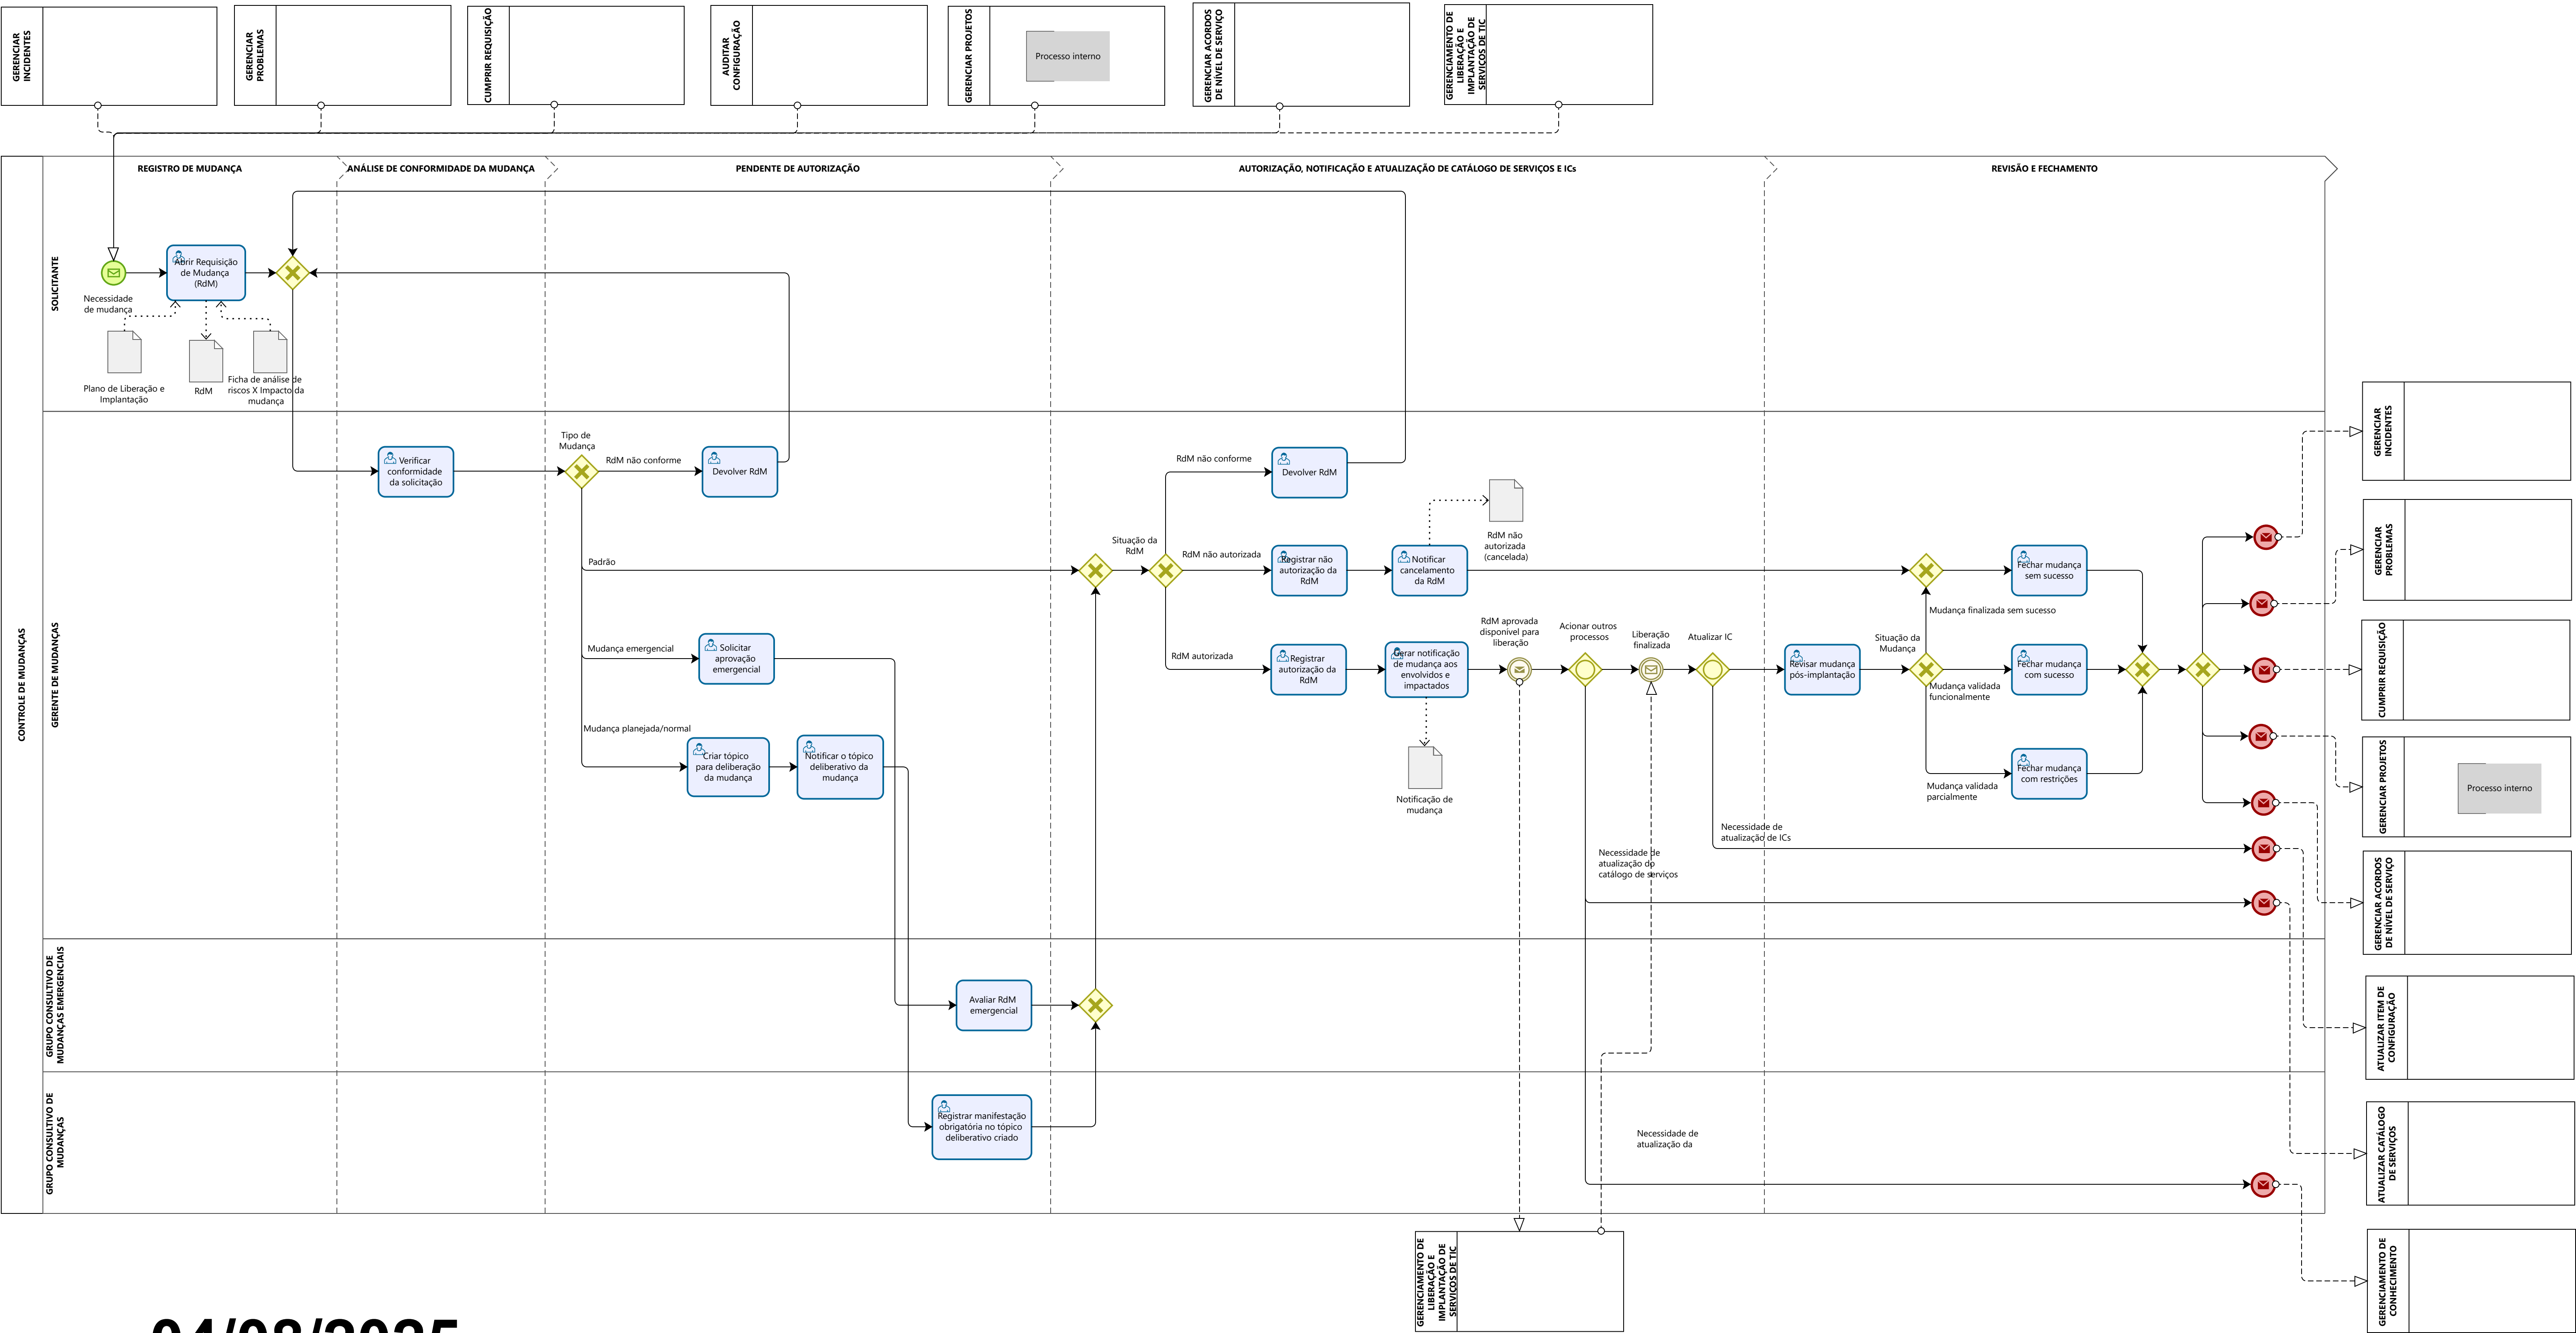 GERENCIAR
INCIDENTES
GERENCIAR
PROBLEMAS
CUMPRIR REQUISIÇÃO
AUDITAR
CONFIGURAÇÃO
GERENCIAR PROJETOS
Processo interno
GERENCIAR ACORDOS
DE NÍVEL DE SERVIÇO
GERENCIAMENTO DE
LIBERAÇÃO E
IMPLANTAÇÃO DE
SERVIÇOS DE TIC
CONTROLE DE MUDANÇAS
REGISTRO DE MUDANÇA
ANÁLISE DE CONFORMIDADE DA MUDANÇA
PENDENTE DE AUTORIZAÇÃO
AUTORIZAÇÃO, NOTIFICAÇÃO E ATUALIZAÇÃO DE CATÁLOGO DE SERVIÇOS E ICs
REVISÃO E FECHAMENTO
SOLICITANTE
Necessidade
de mudança
Abrir Requisição
de Mudança
(RdM)
Plano de Liberação e
Implantação
RdM
Ficha de análise de
riscos X Impacto da
mudança
GERENTE DE MUDANÇAS
Verificar
conformidade
da solicitação
Tipo de
Mudança
RdM não conforme
Devolver RdM
Padrão
Mudança emergencial
Solicitar
aprovação
emergencial
Mudança planejada/normal
Criar tópico
para deliberação
da mudança
Notificar o tópico
deliberativo da
mudança
Situação da
RdM
RdM não conforme
Devolver RdM
RdM não autorizada
Registrar não
autorização da
RdM
Notificar
cancelamento
da RdM
RdM não
autorizada
(cancelada)
RdM autorizada
Registrar
autorização da
RdM
Gerar notificação
de mudança aos
envolvidos e
impactados
Notificação de
mudança
RdM aprovada
disponível para
liberação
Acionar outros
processos
Liberação
finalizada
Atualizar IC
Necessidade de
atualização do
catálogo de serviços
Necessidade de
atualização de ICs
Revisar mudança
pós-implantação
Situação da
Mudança
Mudança finalizada sem sucesso
Fechar mudança
sem sucesso
Mudança validada
funcionalmente
Fechar mudança
com sucesso
Mudança validada
parcialmente
Fechar mudança
com restrições
GRUPO CONSULTIVO DE
MUDANÇAS EMERGENCIAIS
Avaliar RdM
emergencial
GRUPO CONSULTIVO DE
MUDANÇAS
Registrar manifestação
obrigatória no tópico
deliberativo criado
Necessidade de
atualização da
GERENCIAR
INCIDENTES
GERENCIAR
PROBLEMAS
CUMPRIR REQUISIÇÃO
GERENCIAR PROJETOS
Processo interno
GERENCIAR ACORDOS
DE NÍVEL DE SERVIÇO
ATUALIZAR ITEM DE
CONFIGURAÇÃO
ATUALIZAR CATÁLOGO
DE SERVIÇOS
GERENCIAMENTO DE
CONHECIMENTO
GERENCIAMENTO DE
LIBERAÇÃO E
IMPLANTAÇÃO DE
SERVIÇOS DE TIC